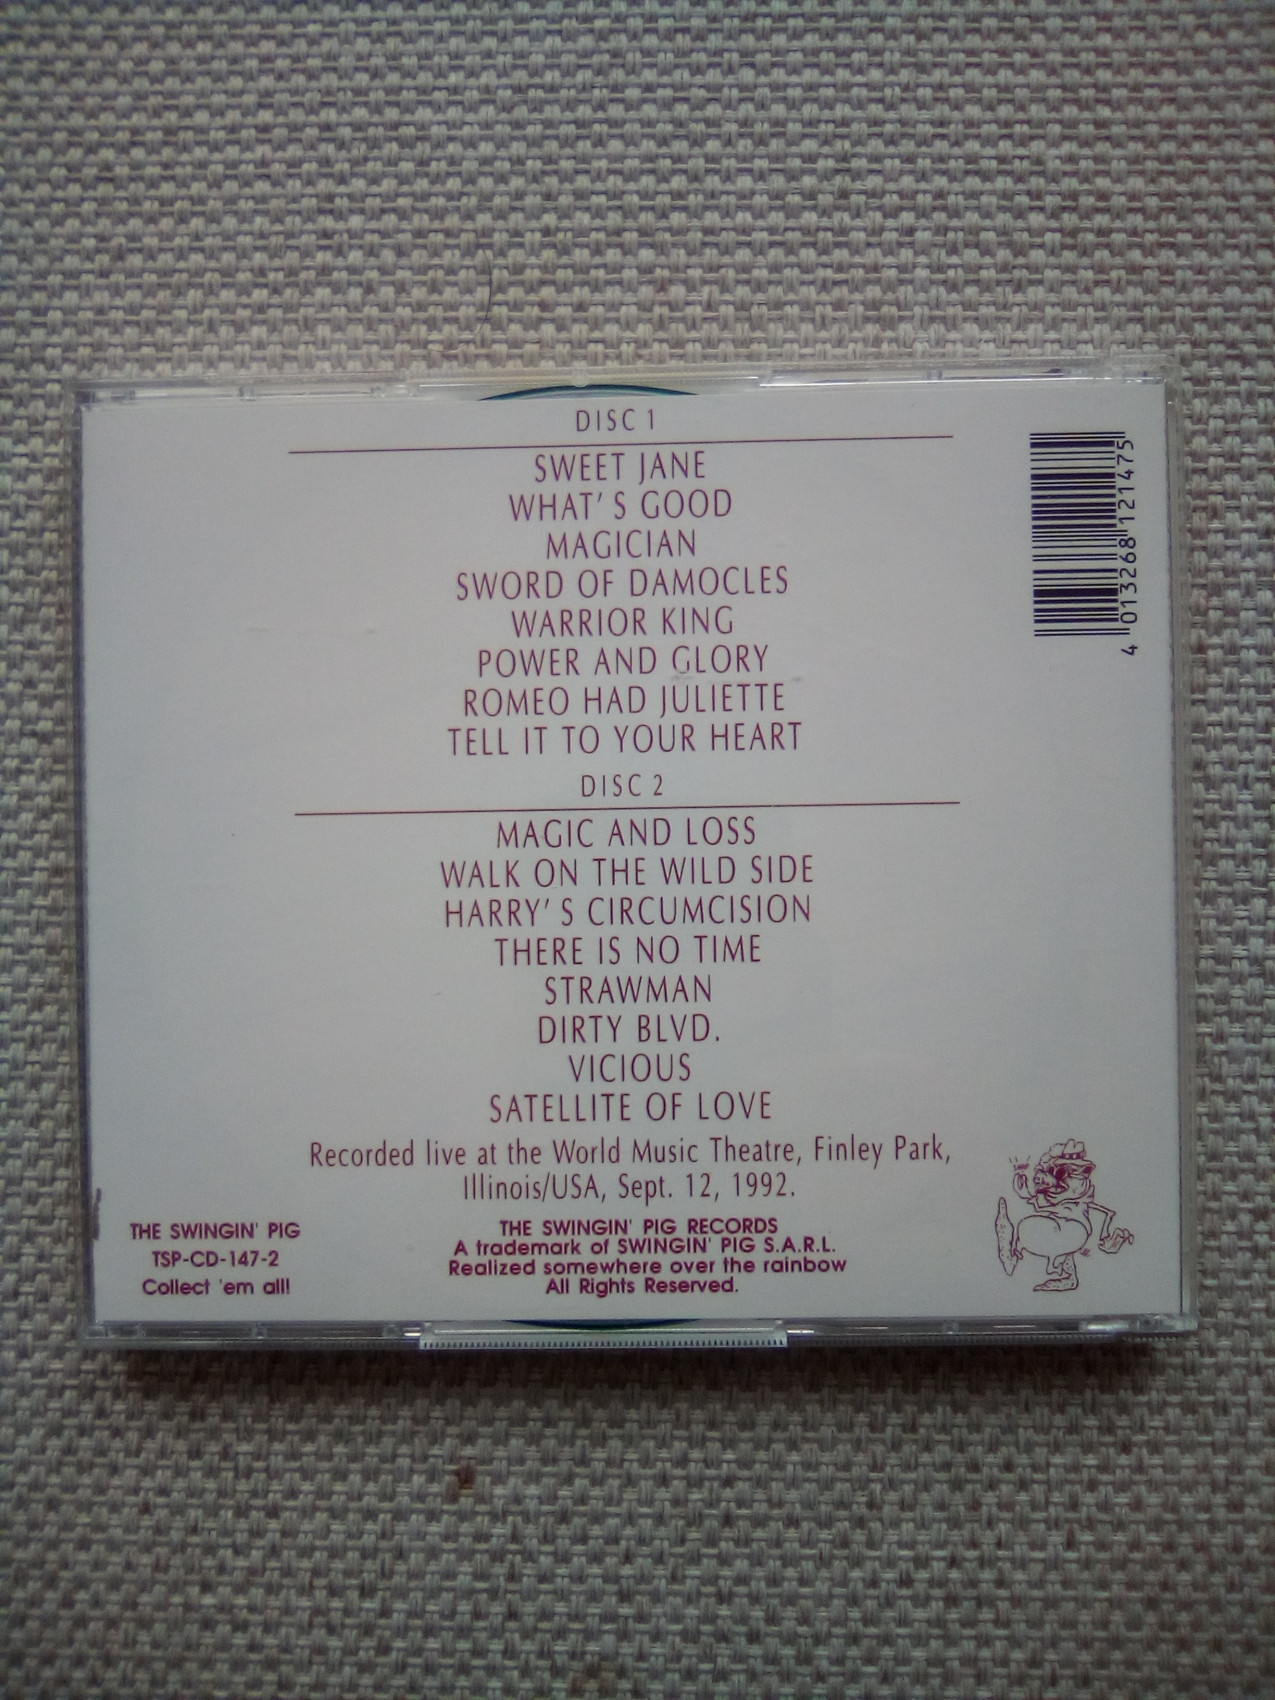 DISC 1
SWEET JANE
WHAT'S GOOD
MAGICIAN
SWORD OF DAMOCLES
WARRIOR KING
POWER AND GLORY
ROMEO HAD JULIETTE
TELL IT TO YOUR HEART
DISC 2
MAGIC AND LOSS
WALK ON THE WILD SIDE
HARRY'S CIRCUMCISION
THERE IS NO TIME
STRAWMAN
DIRTY BLVD.
VICIOUS
SATELLITE OF LOVE
Recorded live at the World Music Theatre, Finley Park,
Illinois/USA, Sept. 12, 1992.
THE SWINGIN' PIG
TSP-CD-147-2
Collect 'em all!
THE SWINGIN' PIG RECORDS
A trademark of SWINGIN' PIG S.A.R.L.
Realized somewhere over the rainbow
All Rights Reserved.
4 013268 121475